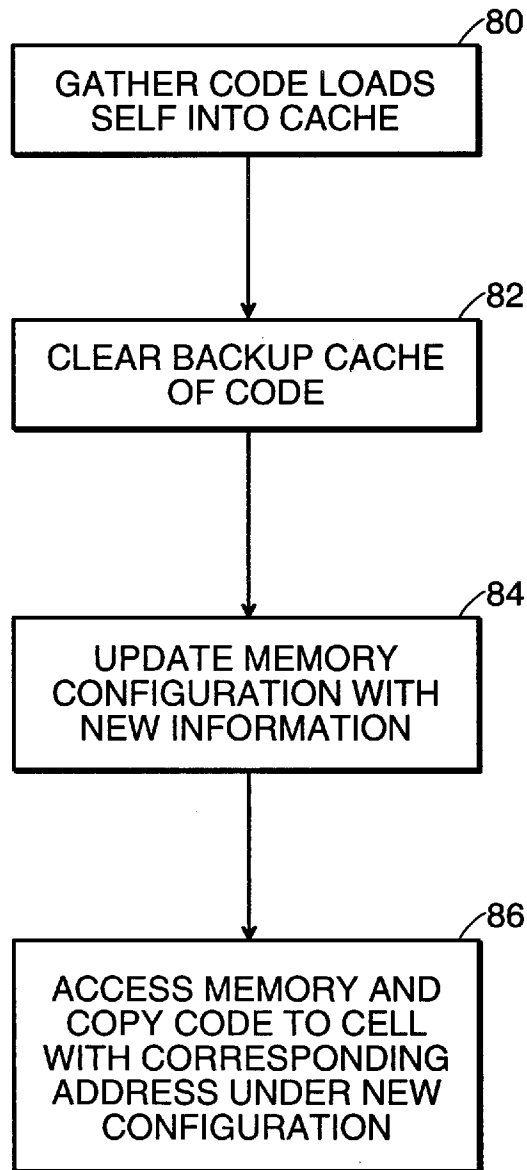 80
GATHER CODE LOADS
SELF INTO CACHE
82
CLEAR BACKUP CACHE
OF CODE
84
UPDATE MEMORY
CONFIGURATION WITH
NEW INFORMATION
86
ACCESS MEMORY AND
COPY CODE TO CELL
WITH CORRESPONDING
ADDRESS UNDER NEW
CONFIGURATION